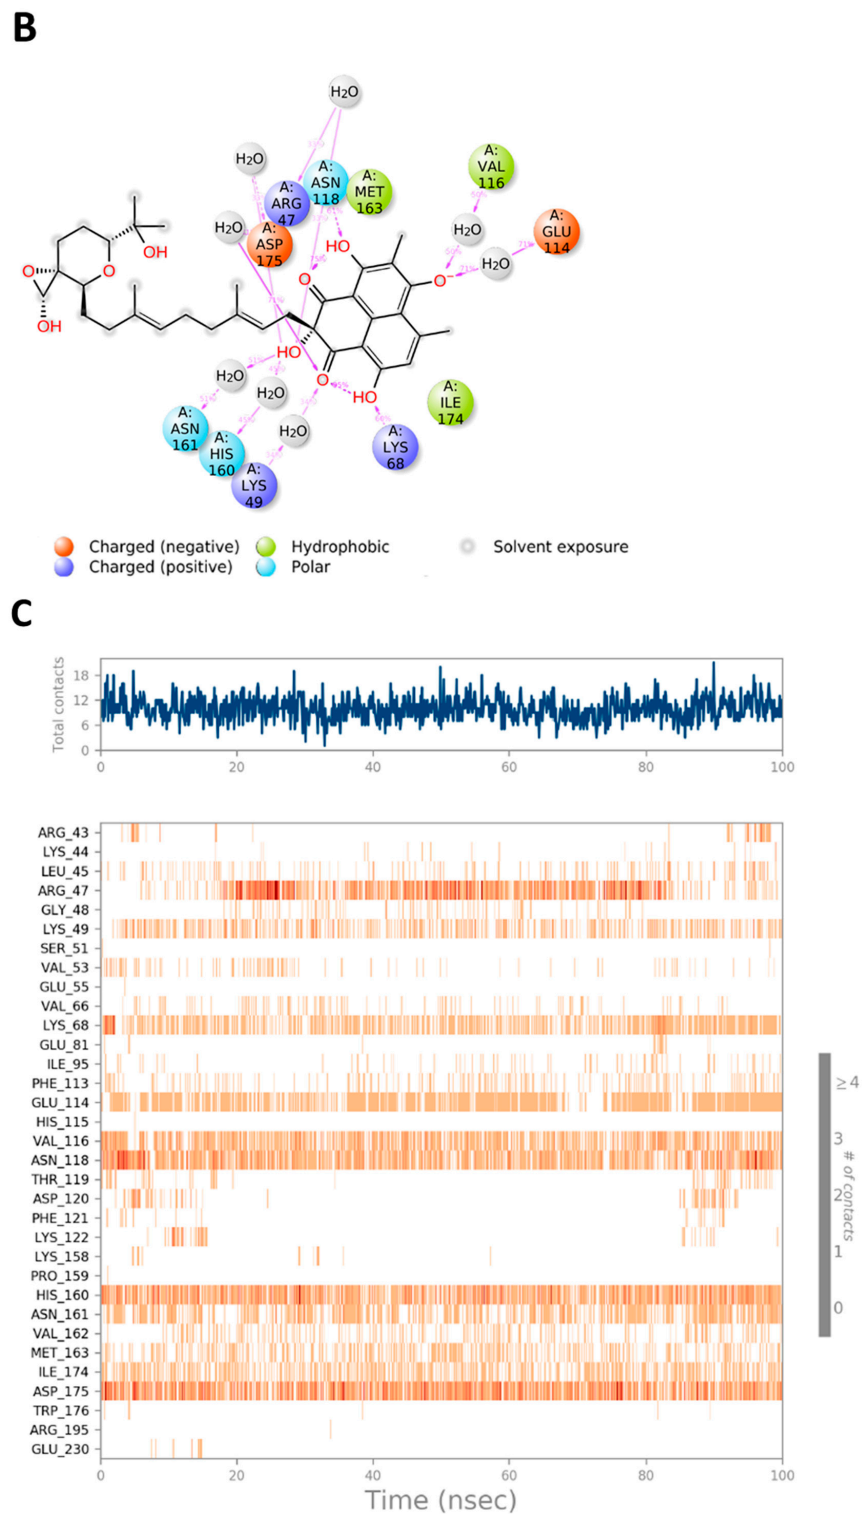 B
H₂O
H₂O
A:
ASN
118
A:
MET
163
A:
VAL
116
A:
ARG
47
H₂O
A:
ASP
175
H₂O
A:
GLU
114
H₂O
71%
21%
OH
O
O
HO
O
O⁻
OH
HO
O
HO
H₂O
51%
51%
H₂O
45%
H₂O
A:
ASN
161
A:
HIS
160
A:
LYS
49
A:
LYS
68
A:
ILE
174
Charged (negative)
Hydrophobic
Solvent exposure
Charged (positive)
Polar
C
Total contacts
18
12
6
0
0 20 40 60 80 100
ARG_43
LYS_44
LEU_45
ARG_47
GLY_48
LYS_49
SER_51
VAL_53
GLU_55
VAL_66
LYS_68
GLU_81
ILE_95
PHE_113
GLU_114
HIS_115
VAL_116
ASN_118
THR_119
ASP_120
PHE_121
LYS_122
LYS_158
PRO_159
HIS_160
ASN_161
VAL_162
MET_163
ILE_174
ASP_175
TRP_176
ARG_195
GLU_230
0 20 40 60 80 100
Time (nsec)
≥4
3
2
1
0
# of contacts